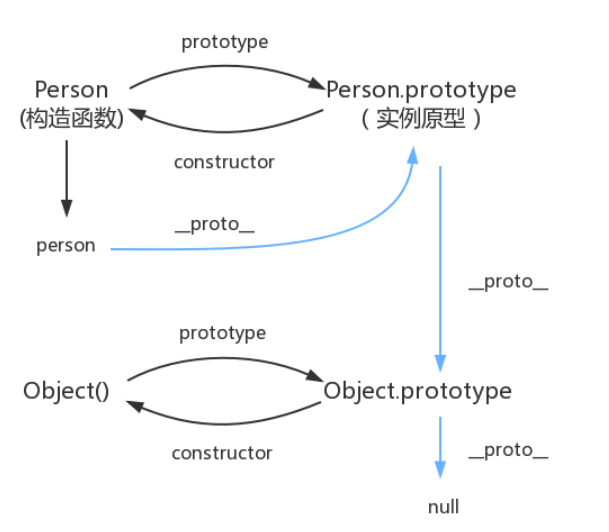 prototype
Person
Person.prototype
(构造函数)
（实例原型）
constructor
person
__proto__
__proto__
prototype
Object()
Object.prototype
constructor
__proto__
null